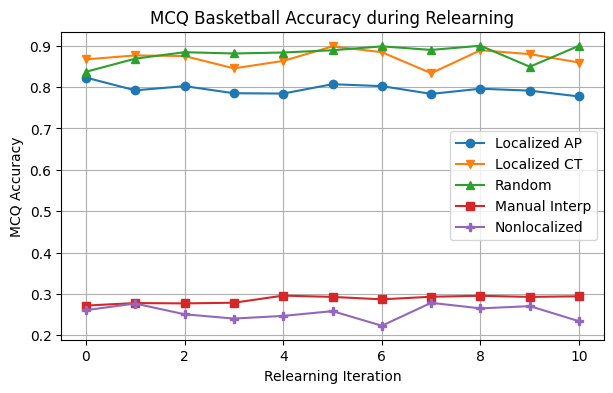 MCQ Basketball Accuracy during Relearning
MCQ Accuracy
0.9
0.8
0.7
0.6
0.5
0.4
0.3
0.2
Localized AP
Localized CT
Random
Manual Interp
Nonlocalized
0 2 4 6 8 10
Relearning Iteration